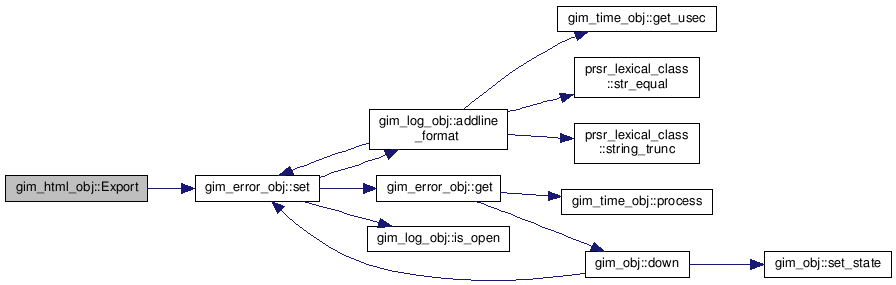 gim_time_obj::get_usec
prsr_lexical_class
::str_equal
gim_log_obj::addline
_format
prsr_lexical_class
::string_trunc
gim_html_obj::Export
gim_error_obj::set
gim_error_obj::get
gim_time_obj::process
gim_log_obj::is_open
gim_obj::down
gim_obj::set_state